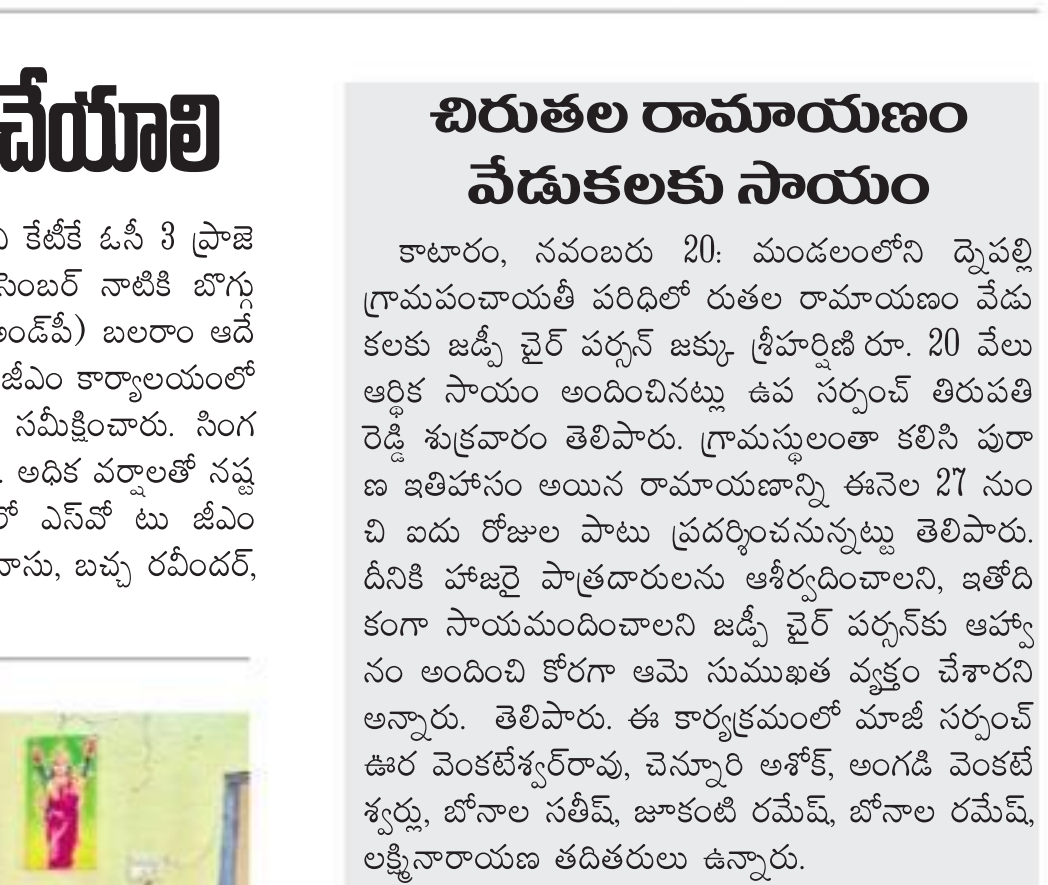 చేయాలి
కేటీకే ఓసీ 3 ప్రాజె
సెంబర్ నాటికి బొగ్గు
అండ్‌పీ) బలరాం ఆదే
జీఎం కార్యాలయంలో
సమీక్షించారు. సింగ
. అధిక వర్షాలతో నష్ట
లో ఎస్‌వో టు జీఎం
వాసు, బచ్చ రవీందర్,
చిరుతల రామాయణం
వేడుకలకు సాయం
కాటారం, నవంబరు 20: మండలంలోని ద్నెపల్లి
గ్రామపంచాయతీ పరిధిలో రుతల రామాయణం వేడు
కలకు జడ్పీ చైర్ పర్సన్ జక్కు శ్రీహర్షిణి రూ. 20 వేలు
ఆర్థిక సాయం అందించినట్లు ఉప సర్పంచ్ తిరుపతి
రెడ్డి శుక్రవారం తెలిపారు. గ్రామస్థులంతా కలిసి పురా
ణ ఇతిహాసం అయిన రామాయణాన్ని ఈనెల 27 నుం
చి ఐదు రోజుల పాటు ప్రదర్శించనున్నట్టు తెలిపారు.
దీనికి హాజరై పాత్రదారులను ఆశీర్వదించాలని, ఇతోది
కంగా సాయమందించాలని జడ్పీ చైర్ పర్సన్‌కు ఆహ్వా
నం అందించి కోరగా ఆమె సుముఖత వ్యక్తం చేశారని
అన్నారు. తెలిపారు. ఈ కార్యక్రమంలో మాజీ సర్పంచ్
ఊర వెంకటేశ్వర్‌రావు, చెన్నూరి అశోక్, అంగడి వెంకటే
శ్వర్లు, బోనాల సతీష్, జూకంటి రమేష్, బోనాల రమేష్,
లక్ష్మినారాయణ తదితరులు ఉన్నారు.